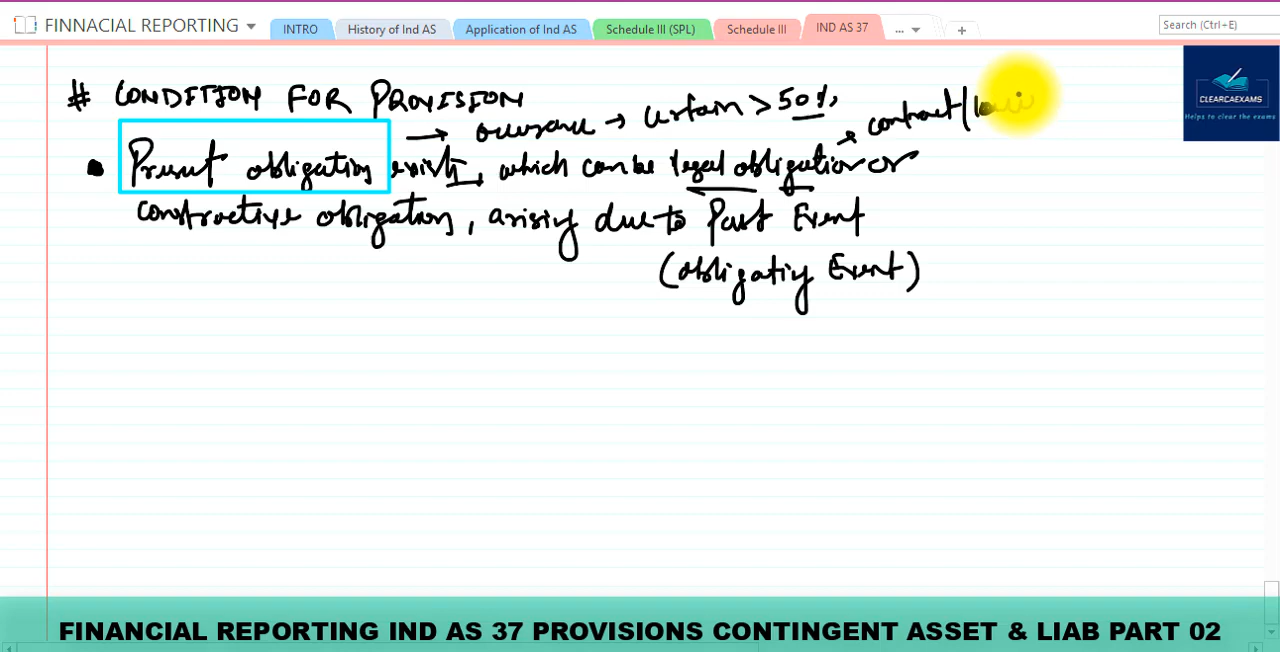 FINNACIAL REPORTING
INTRO
History of Ind AS
Application of Ind AS
Schedule III (SPL)
Schedule III
IND AS 37
...
+
Search (Ctrl+E)
CLEARCAEXAMS
Helps to clear the exams
# CONDITION FOR PROVISION
→ occurance → certain > 50%
→ contract/law
• Present obligation exists, which can be legal obligation or
constructive obligation, arising due to Past Event
(obligating Event)
FINANCIAL REPORTING IND AS 37 PROVISIONS CONTINGENT ASSET & LIAB PART 02